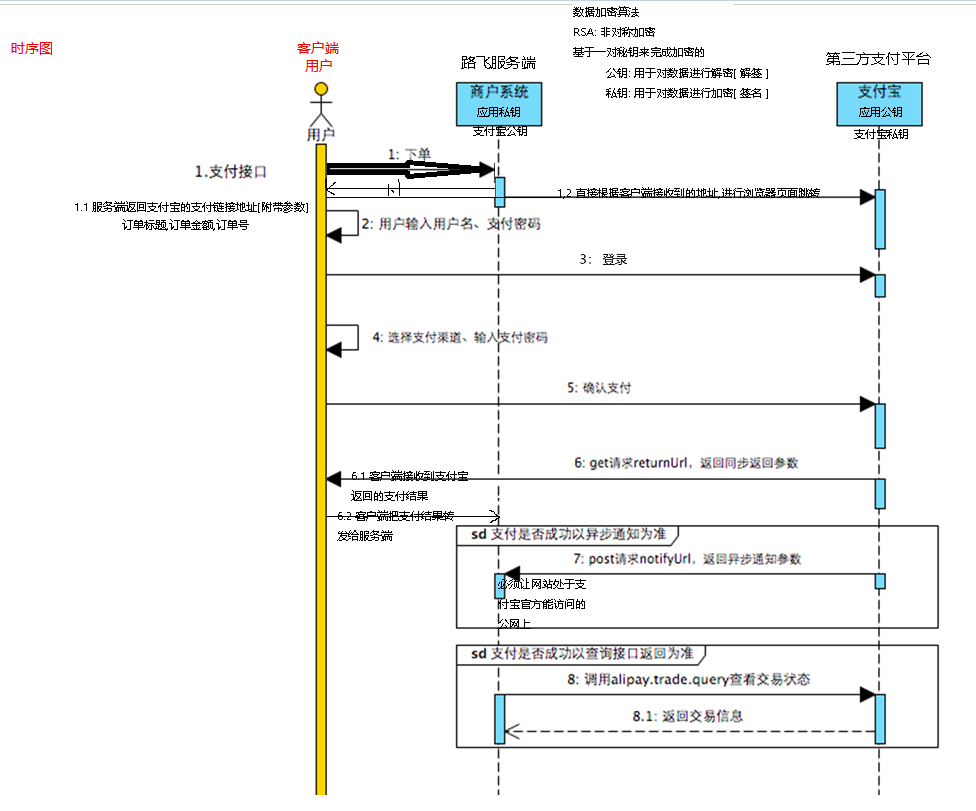 数据加密算法
RSA: 非对称加密
基于一对秘钥来完成加密的
公钥: 用于对数据进行解密[ 解签 ]
私钥: 用于对数据进行加密[ 签名 ]
时序图
客户端
用户
路飞服务端
第三方支付平台
商户系统
应用私钥
支付宝公钥
支付宝
应用公钥
支付宝私钥
用户
1: 下单
1.支付接口
1.1 服务端返回支付宝的支付链接地址[附带参数]
订单标题,订单金额,订单号
1,2 直接根据客户端接收到的地址,进行浏览器页面跳转
2: 用户输入用户名、支付密码
3: 登录
4: 选择支付渠道、输入支付密码
5: 确认支付
6: get请求returnUrl，返回同步返回参数
6.1 客户端接收到支付宝
返回的支付结果
6.2 客户端把支付结果转
发给服务端
sd 支付是否成功以异步通知为准
7: post请求notifyUrl，返回异步通知参数
必须让网站处于支
付宝官方能访问的
公网上
sd 支付是否成功以查询接口返回为准
8: 调用alipay.trade.query查看交易状态
8.1: 返回交易信息